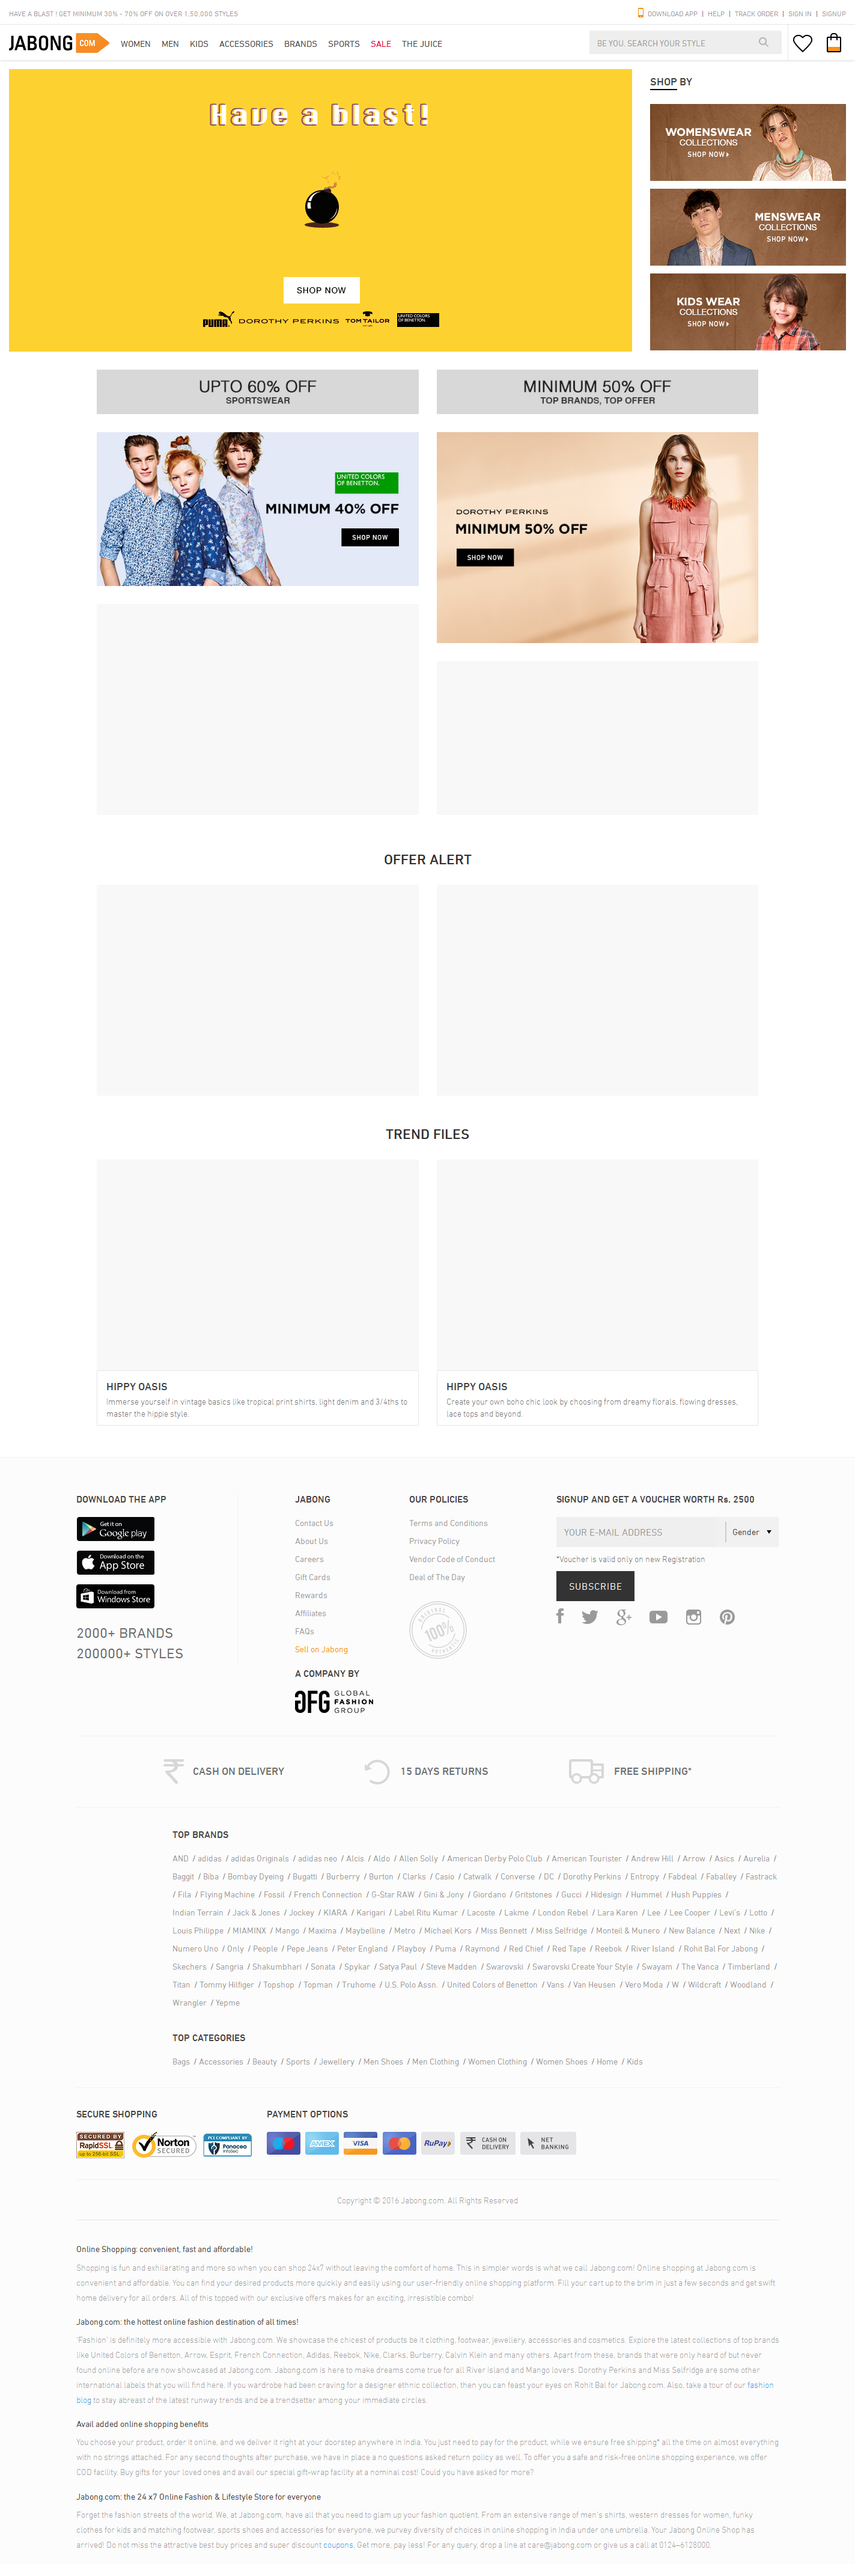 HAVE A BLAST ! GET MINIMUM 30% - 70% OFF ON OVER 1,50,000 STYLES
DOWNLOAD APP | HELP | TRACK ORDER | SIGN IN | SIGNUP
JABONG COM
WOMEN MEN KIDS ACCESSORIES BRANDS SPORTS SALE THE JUICE
BE YOU. SEARCH YOUR STYLE
Have a blast!
SHOP NOW
PUMA DOROTHY PERKINS TOM TAILOR UNITED COLORS OF BENETTON
SHOP BY
WOMENSWEAR
COLLECTIONS
SHOP NOW
MENSWEAR
COLLECTIONS
SHOP NOW
KIDS WEAR
COLLECTIONS
SHOP NOW
UPTO 60% OFF
SPORTSWEAR
MINIMUM 50% OFF
TOP BRANDS, TOP OFFER
UNITED COLORS
OF BENETTON.
MINIMUM 40% OFF
SHOP NOW
DOROTHY PERKINS
MINIMUM 50% OFF
SHOP NOW
OFFER ALERT
TREND FILES
HIPPY OASIS
Immerse yourself in vintage basics like tropical print shirts, light denim and 3/4ths to
master the hippie style.
HIPPY OASIS
Create your own boho chic look by choosing from dreamy florals, flowing dresses,
lace tops and beyond.
DOWNLOAD THE APP
Get it on
Google play
Download on the
App Store
Download from
Windows Store
2000+ BRANDS
200000+ STYLES
JABONG
Contact Us
About Us
Careers
Gift Cards
Rewards
Affiliates
FAQs
Sell on Jabong
A COMPANY BY
GFG GLOBAL
FASHION
GROUP
OUR POLICIES
Terms and Conditions
Privacy Policy
Vendor Code of Conduct
Deal of The Day
ORIGINAL
100%
AUTHENTIC
SIGNUP AND GET A VOUCHER WORTH Rs. 2500
YOUR E-MAIL ADDRESS
Gender
*Voucher is valid only on new Registration
SUBSCRIBE
CASH ON DELIVERY
15 DAYS RETURNS
FREE SHIPPING*
TOP BRANDS
AND / adidas / adidas Originals / adidas neo / Alcis / Aldo / Allen Solly / American Derby Polo Club / American Tourister / Andrew Hill / Arrow / Asics / Aurelia /
Baggit / Biba / Bombay Dyeing / Bugatti / Burberry / Burton / Clarks / Casio / Catwalk / Converse / DC / Dorothy Perkins / Entropy / Fabdeal / Faballey / Fastrack
/ Fila / Flying Machine / Fossil / French Connection / G-Star RAW / Gini & Jony / Giordano / Gritstones / Gucci / Hidesign / Hummel / Hush Puppies /
Indian Terrain / Jack & Jones / Jockey / KIARA / Karigari / Label Ritu Kumar / Lacoste / Lakme / London Rebel / Lara Karen / Lee / Lee Cooper / Levi's / Lotto /
Louis Philippe / MIAMINX / Mango / Maxima / Maybelline / Metro / Michael Kors / Miss Bennett / Miss Selfridge / Monteil & Munero / New Balance / Next / Nike /
Numero Uno / Only / People / Pepe Jeans / Peter England / Playboy / Puma / Raymond / Red Chief / Red Tape / Reebok / River Island / Rohit Bal For Jabong /
Skechers / Sangria / Shakumbhari / Sonata / Spykar / Satya Paul / Steve Madden / Swarovski / Swarovski Create Your Style / Swayam / The Vanca / Timberland /
Titan / Tommy Hilfiger / Topshop / Topman / Truhome / U.S. Polo Assn. / United Colors of Benetton / Vans / Van Heusen / Vero Moda / W / Wildcraft / Woodland /
Wrangler / Yepme
TOP CATEGORIES
Bags / Accessories / Beauty / Sports / Jewellery / Men Shoes / Men Clothing / Women Clothing / Women Shoes / Home / Kids
SECURE SHOPPING
SECURED BY
RapidSSL
up to 256-bit SSL
Norton
SECURED
PCI COMPLIANT BY
Panacea
InfoSec
PAYMENT OPTIONS
AMEX VISA RuPay
CASH ON
DELIVERY
NET
BANKING
Copyright © 2016 Jabong.com, All Rights Reserved
Online Shopping: convenient, fast and affordable!
Shopping is fun and exhilarating and more so when you can shop 24x7 without leaving the comfort of home. This in simpler words is what we call Jabong.com! Online shopping at Jabong.com is
convenient and affordable. You can find your desired products more quickly and easily using our user-friendly online shopping platform. Fill your cart up to the brim in just a few seconds and get swift
home delivery for all orders. All of this topped with our exclusive offers makes for an exciting, irresistible combo!
Jabong.com: the hottest online fashion destination of all times!
'Fashion' is definitely more accessible with Jabong.com. We showcase the chicest of products be it clothing, footwear, jewellery, accessories and cosmetics. Explore the latest collections of top brands
like United Colors of Benetton, Arrow, Esprit, French Connection, Adidas, Reebok, Nike, Clarks, Burberry, Calvin Klein and many others. Apart from these, brands that were only heard of but never
found online before are now showcased at Jabong.com. Jabong.com is here to make dreams come true for all River island and Mango lovers. Dorothy Perkins and Miss Selfridge are some other
international labels that you will find here. If you wardrobe had been craving for a designer ethnic collection, then you can feast your eyes on Rohit Bal for Jabong.com. Also, take a tour of our fashion
blog to stay abreast of the latest runway trends and be a trendsetter among your immediate circles.
Avail added online shopping benefits
You choose your product, order it online, and we deliver it right at your doorstep anywhere in India. You just need to pay for the product, while we ensure free shipping* all the time on almost everything
with no strings attached. For any second thoughts after purchase, we have in place a no questions asked return policy as well. To offer you a safe and risk-free online shopping experience, we offer
COD facility. Buy gifts for your loved ones and avail our special gift-wrap facility at a nominal cost! Could you have asked for more?
Jabong.com: the 24 x7 Online Fashion & Lifestyle Store for everyone
Forget the fashion streets of the world. We, at Jabong.com, have all that you need to glam up your fashion quotient. From an extensive range of men's shirts, western dresses for women, funky
clothes for kids and matching footwear, sports shoes and accessories for everyone, we purvey diversity of choices in online shopping in India under one umbrella. Your Jabong Online Shop has
arrived! Do not miss the attractive best buy prices and super discount coupons. Get more, pay less! For any query, drop a line at care@jabong.com or give us a call at 0124-6128000.